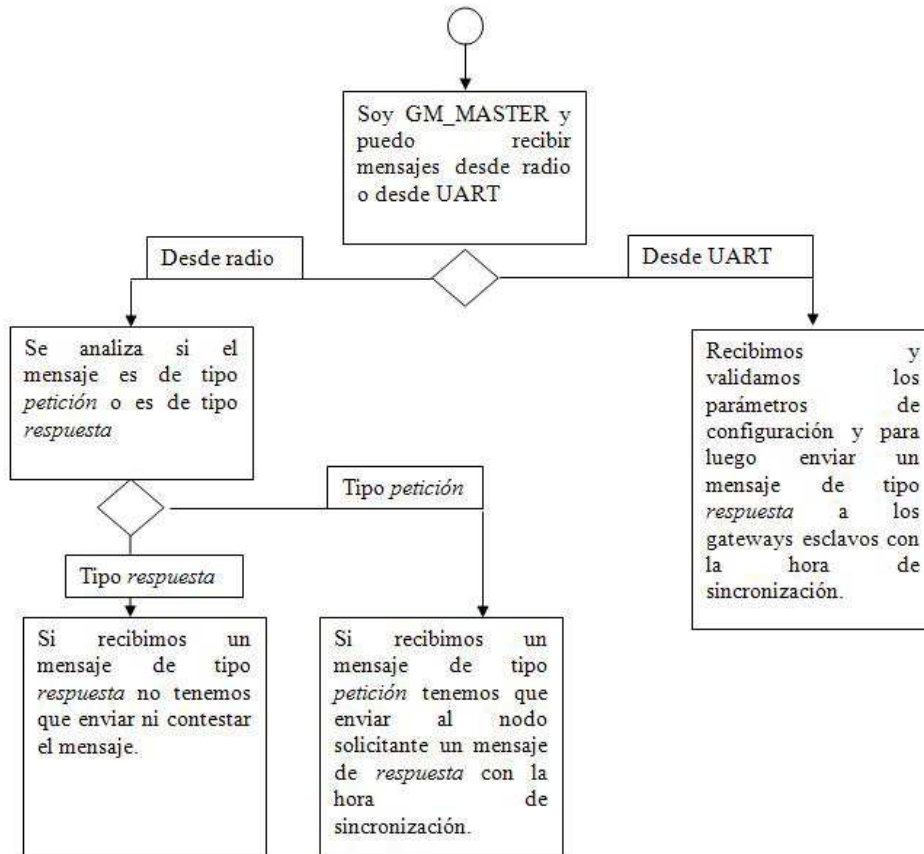 Soy GM_MASTER y
puedo recibir
mensajes desde radio
o desde UART
Desde radio
Desde UART
Se analiza si el
mensaje es de tipo
petición o es de tipo
respuesta
Recibimos y
validamos los
parámetros de
configuración y para
luego enviar un
mensaje de tipo
respuesta a los
gateways esclavos con
la hora de
sincronización.
Tipo petición
Tipo respuesta
Si recibimos un
mensaje de tipo
respuesta no tenemos
que enviar ni contestar
el mensaje.
Si recibimos un
mensaje de tipo
petición tenemos que
enviar al nodo
solicitante un mensaje
de respuesta con la
hora de
sincronización.